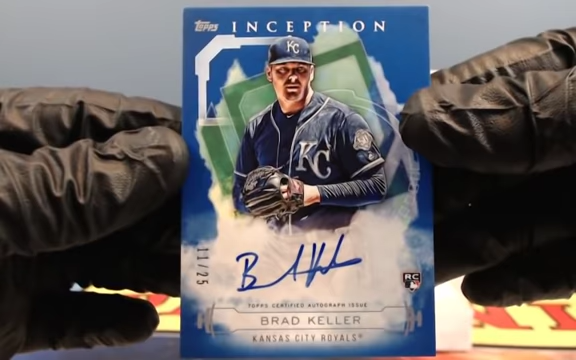 Topps INCEPTION
KC
KC
11/25
RC
TOPPS CERTIFIED AUTOGRAPH ISSUE
BRAD KELLER
KANSAS CITY ROYALS®